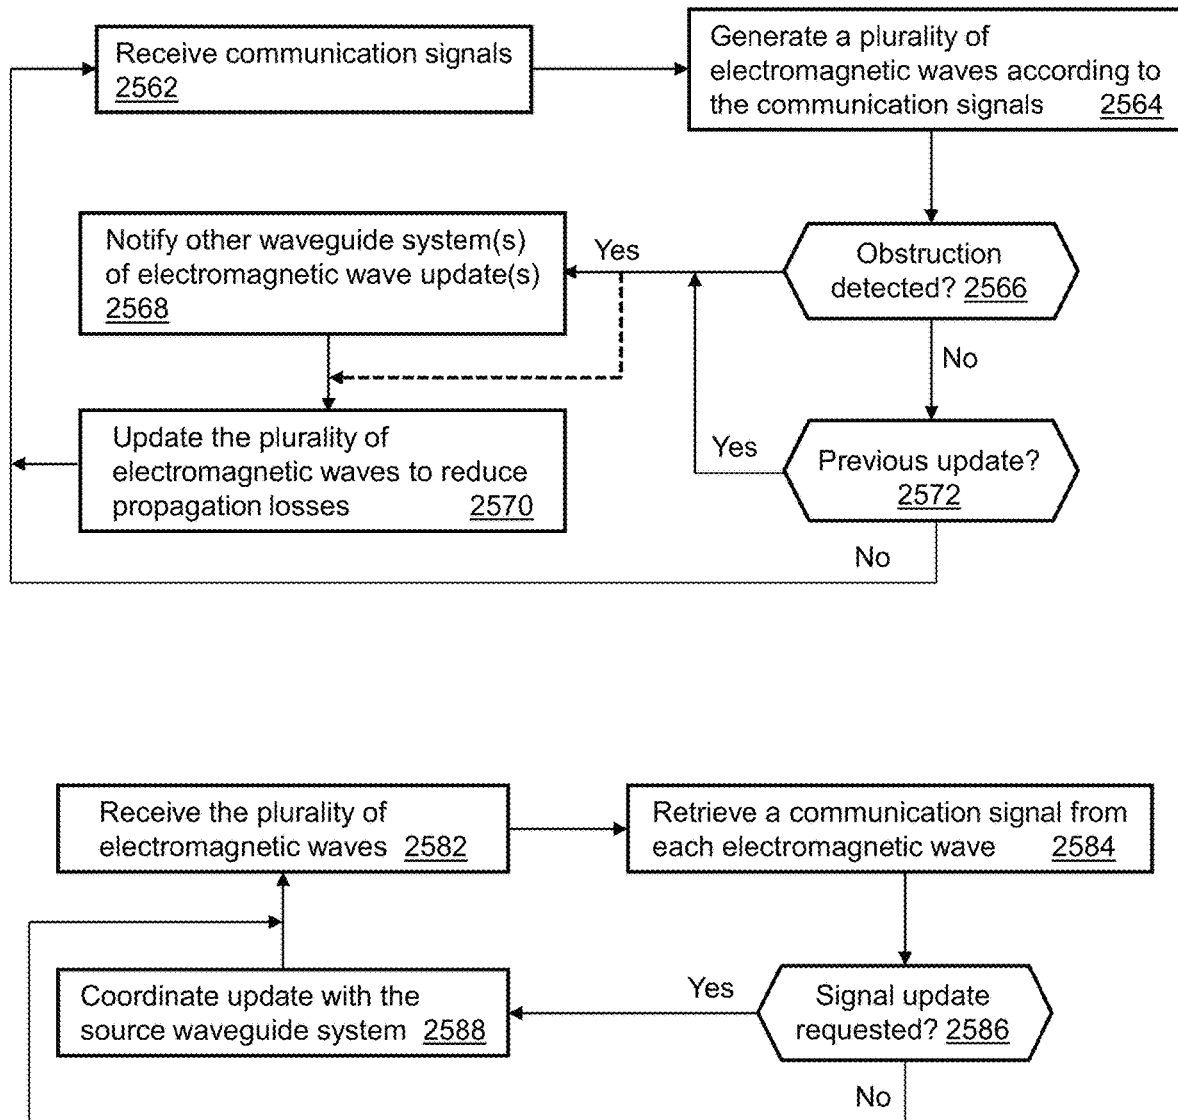 Receive communication signals
2562
Generate a plurality of
electromagnetic waves according to
the communication signals 2564
Notify other waveguide system(s)
of electromagnetic wave update(s)
2568
Yes
Obstruction
detected? 2566
No
Update the plurality of
electromagnetic waves to reduce
propagation losses 2570
Yes
Previous update?
2572
No
Receive the plurality of
electromagnetic waves 2582
Retrieve a communication signal from
each electromagnetic wave 2584
Coordinate update with the
source waveguide system 2588
Yes
Signal update
requested? 2586
No